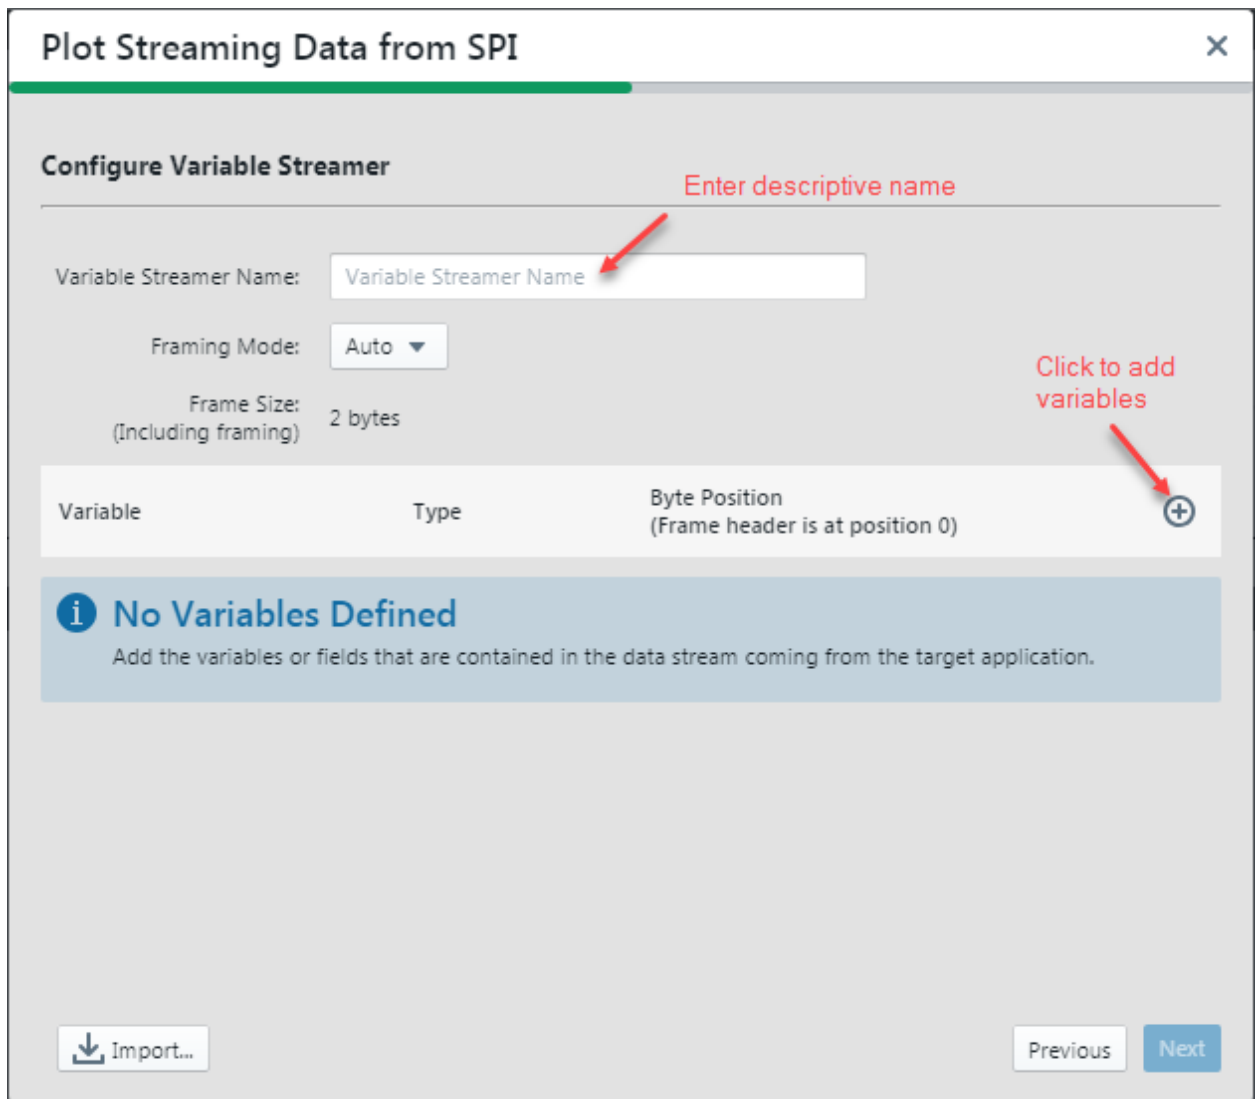 Plot Streaming Data from SPI
Configure Variable Streamer
Enter descriptive name
Variable Streamer Name:
Variable Streamer Name
Framing Mode:
Auto
Click to add
variables
Frame Size:
(Including framing)
2 bytes
Variable
Type
Byte Position
(Frame header is at position 0)
No Variables Defined
Add the variables or fields that are contained in the data stream coming from the target application.
Import...
Previous
Next